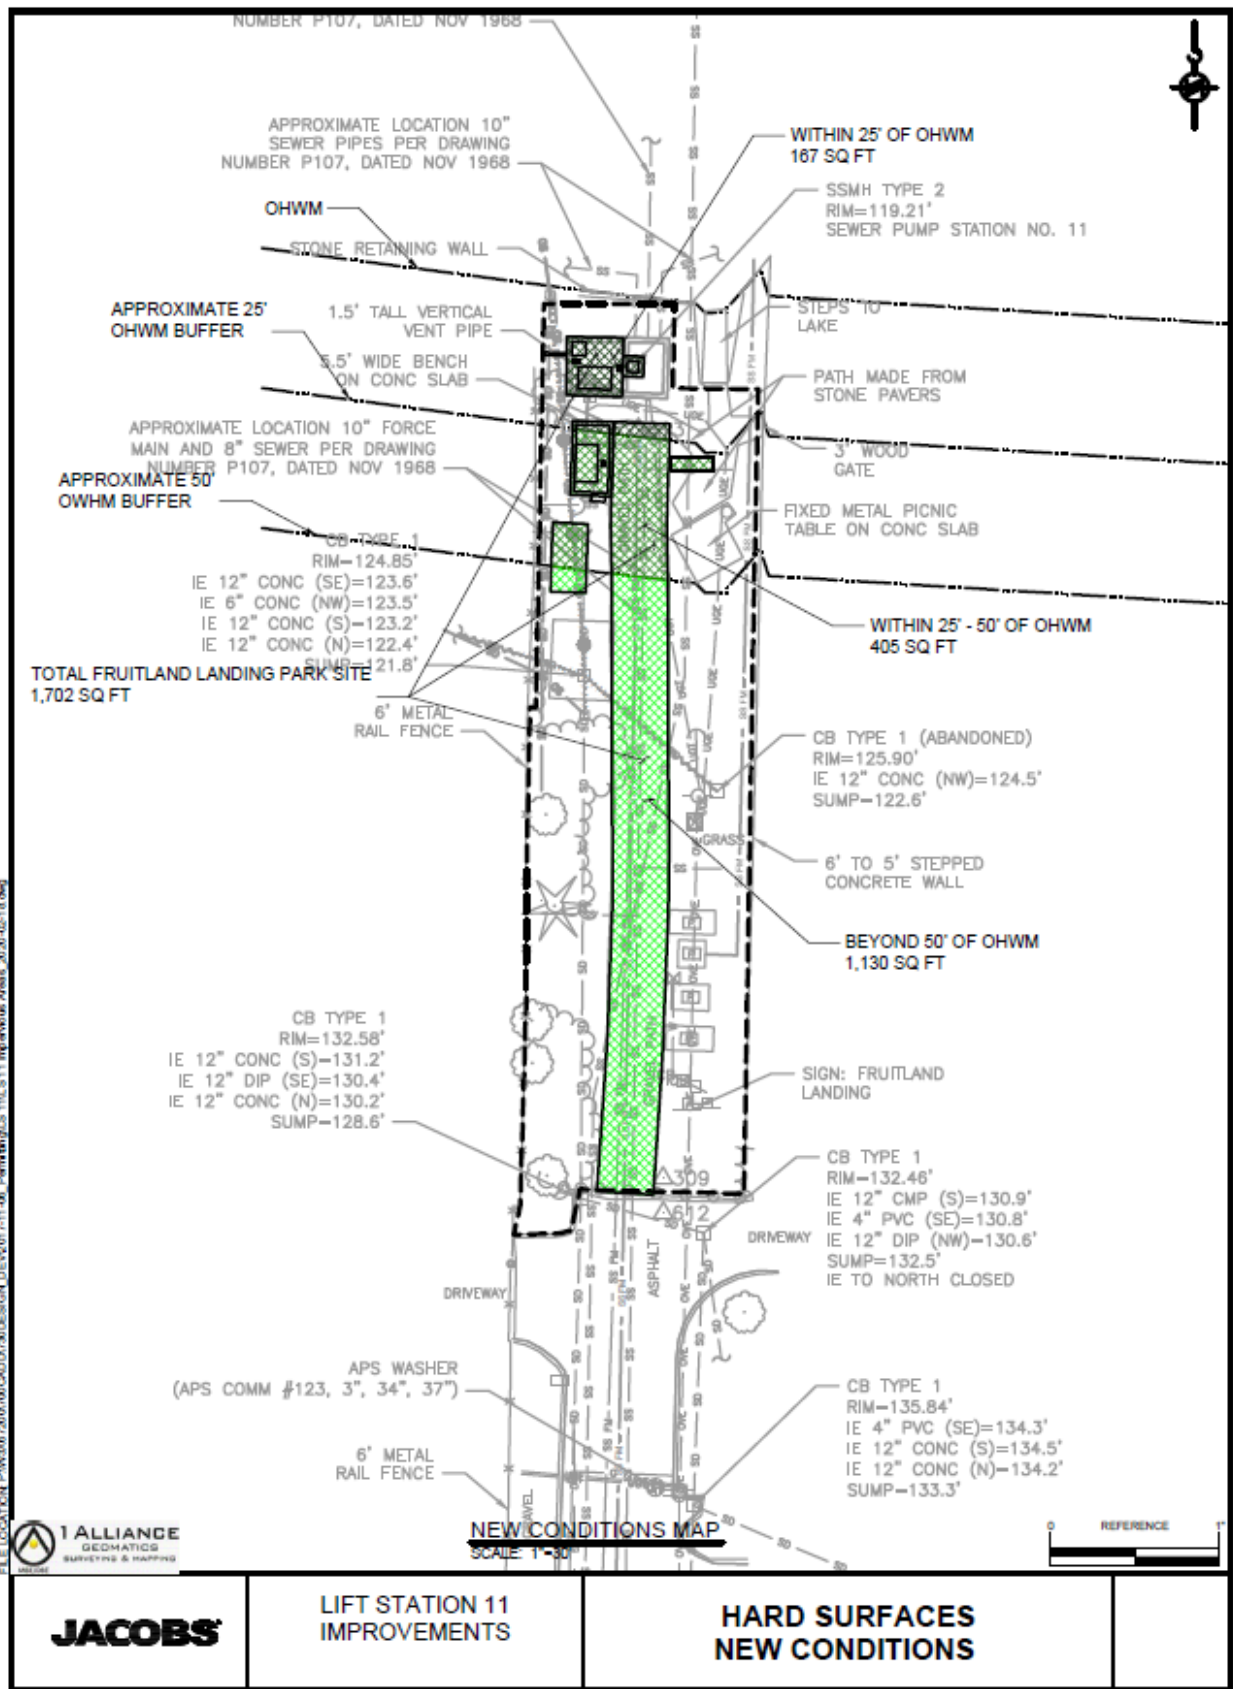 NUMBER P107, DATED NOV 1968
APPROXIMATE LOCATION 10"
SEWER PIPES PER DRAWING
NUMBER P107, DATED NOV 1968
WITHIN 25' OF OHWM
167 SQ FT
SSMH TYPE 2
RIM=119.21'
SEWER PUMP STATION NO. 11
OHWM
STONE RETAINING WALL
APPROXIMATE 25'
OHWM BUFFER
1.5' TALL VERTICAL
VENT PIPE
STEPS TO
LAKE
5.5' WIDE BENCH
ON CONC SLAB
PATH MADE FROM
STONE PAVERS
APPROXIMATE LOCATION 10" FORCE
MAIN AND 8" SEWER PER DRAWING
NUMBER P107, DATED NOV 1968
3' WOOD
GATE
APPROXIMATE 50'
OWHM BUFFER
FIXED METAL PICNIC
TABLE ON CONC SLAB
CB TYPE 1
RIM-124.85'
IE 12" CONC (SE)=123.6'
IE 6" CONC (NW)=123.5'
IE 12" CONC (S)-123.2'
IE 12" CONC (N)=122.4'
SUMP-121.8'
WITHIN 25' - 50' OF OHWM
405 SQ FT
TOTAL FRUITLAND LANDING PARK SITE
1,702 SQ FT
6' METAL
RAIL FENCE
CB TYPE 1 (ABANDONED)
RIM=125.90'
IE 12" CONC (NW)=124.5'
SUMP-122.6'
GRASS
6' TO 5' STEPPED
CONCRETE WALL
BEYOND 50' OF OHWM
1,130 SQ FT
GRAVEL PATH
CB TYPE 1
RIM=132.58'
IE 12" CONC (S)-131.2'
IE 12" DIP (SE)=130.4'
IE 12" CONC (N)=130.2'
SUMP-128.6'
SIGN: FRUITLAND
LANDING
309
612
CB TYPE 1
RIM-132.46'
IE 12" CMP (S)=130.9'
IE 4" PVC (SE)=130.8'
IE 12" DIP (NW)-130.6'
SUMP=132.5'
IE TO NORTH CLOSED
DRIVEWAY
ASPHALT
DRIVEWAY
APS WASHER
(APS COMM #123, 3", 34", 37")
CB TYPE 1
RIM-135.84'
IE 4" PVC (SE)=134.3'
IE 12" CONC (S)=134.5'
IE 12" CONC (N)-134.2'
SUMP-133.3'
6' METAL
RAIL FENCE
GRAVEL
NEW CONDITIONS MAP
SCALE: 1"-30'
0 REFERENCE 1"
1 ALLIANCE
GEOMATICS
SURVEYING & MAPPING
JACOBS
LIFT STATION 11
IMPROVEMENTS
HARD SURFACES
NEW CONDITIONS